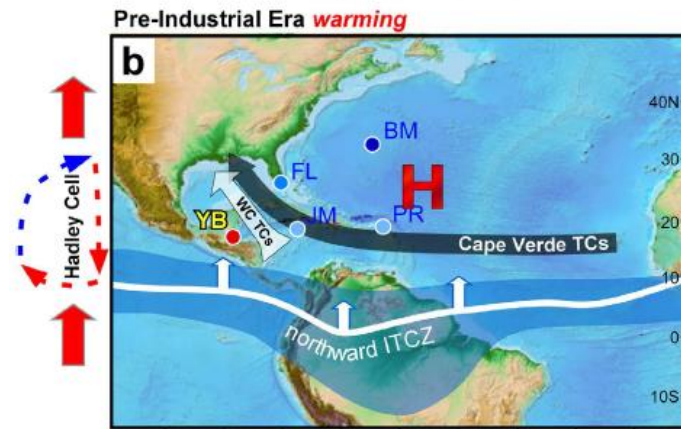 Pre-Industrial Era warming
b
40N
BM
30
FL
H
Hadley Cell
WC TCs
YB
JM
PR
20
Cape Verde TCs
10
northward ITCZ
0
10S